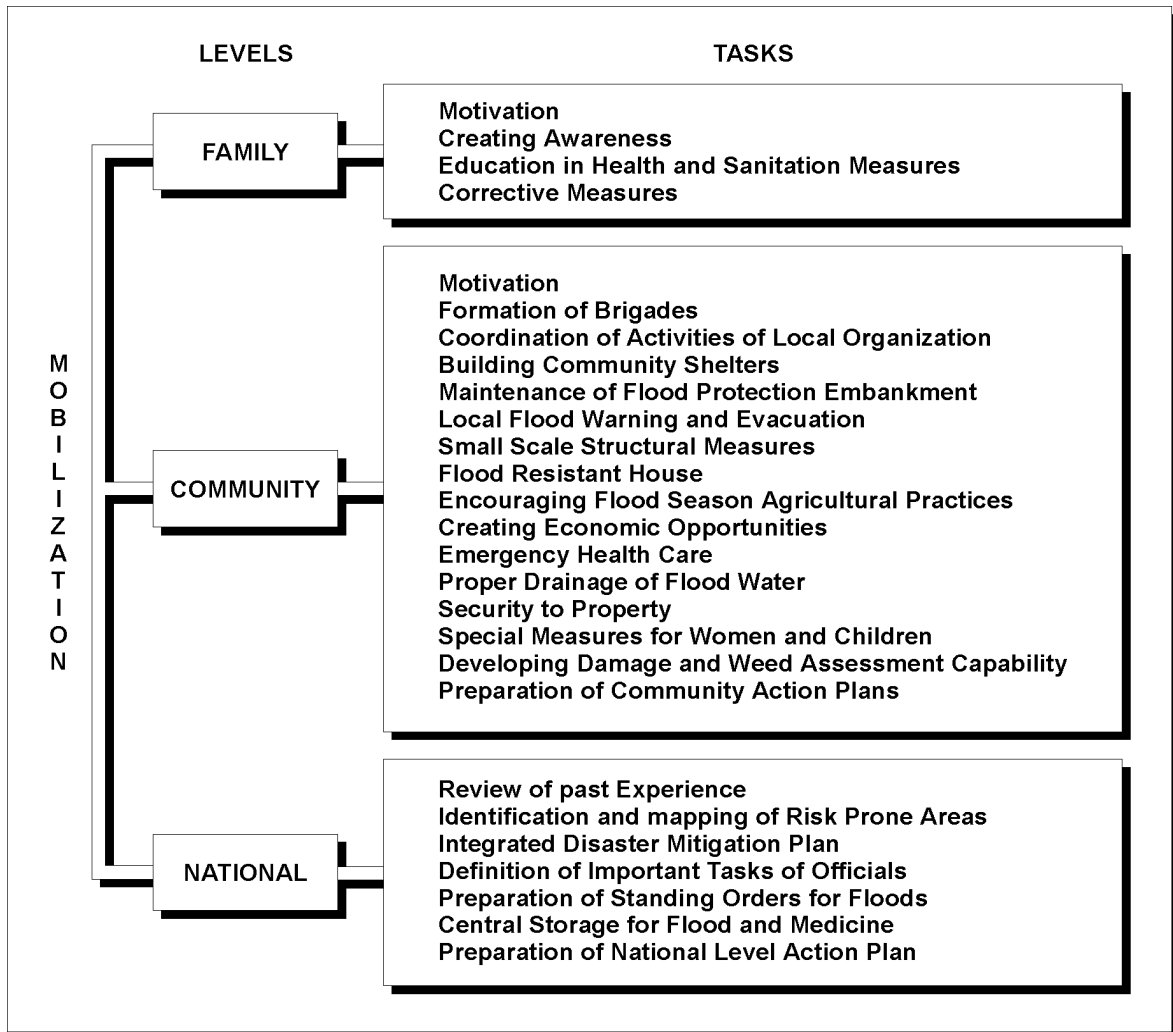 LEVELS
TASKS
MOBILIZATION
FAMILY
Motivation
Creating Awareness
Education in Health and Sanitation Measures
Corrective Measures
COMMUNITY
Motivation
Formation of Brigades
Coordination of Activities of Local Organization
Building Community Shelters
Maintenance of Flood Protection Embankment
Local Flood Warning and Evacuation
Small Scale Structural Measures
Flood Resistant House
Encouraging Flood Season Agricultural Practices
Creating Economic Opportunities
Emergency Health Care
Proper Drainage of Flood Water
Security to Property
Special Measures for Women and Children
Developing Damage and Weed Assessment Capability
Preparation of Community Action Plans
NATIONAL
Review of past Experience
Identification and mapping of Risk Prone Areas
Integrated Disaster Mitigation Plan
Definition of Important Tasks of Officials
Preparation of Standing Orders for Floods
Central Storage for Flood and Medicine
Preparation of National Level Action Plan